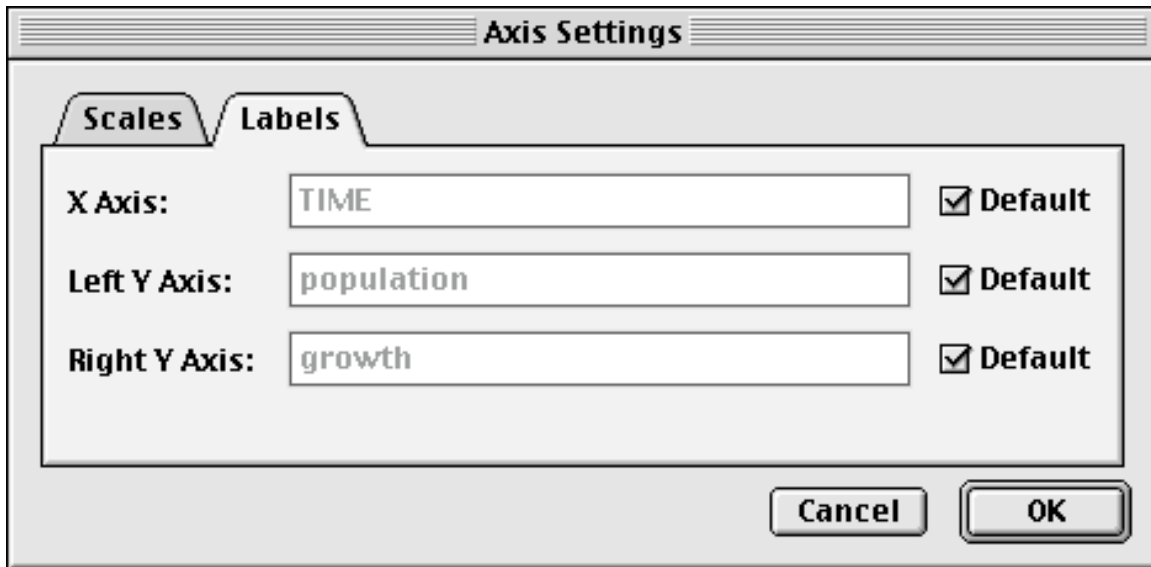 Axis Settings
Scales Labels
X Axis: TIME Default
Left Y Axis: population Default
Right Y Axis: growth Default
Cancel OK